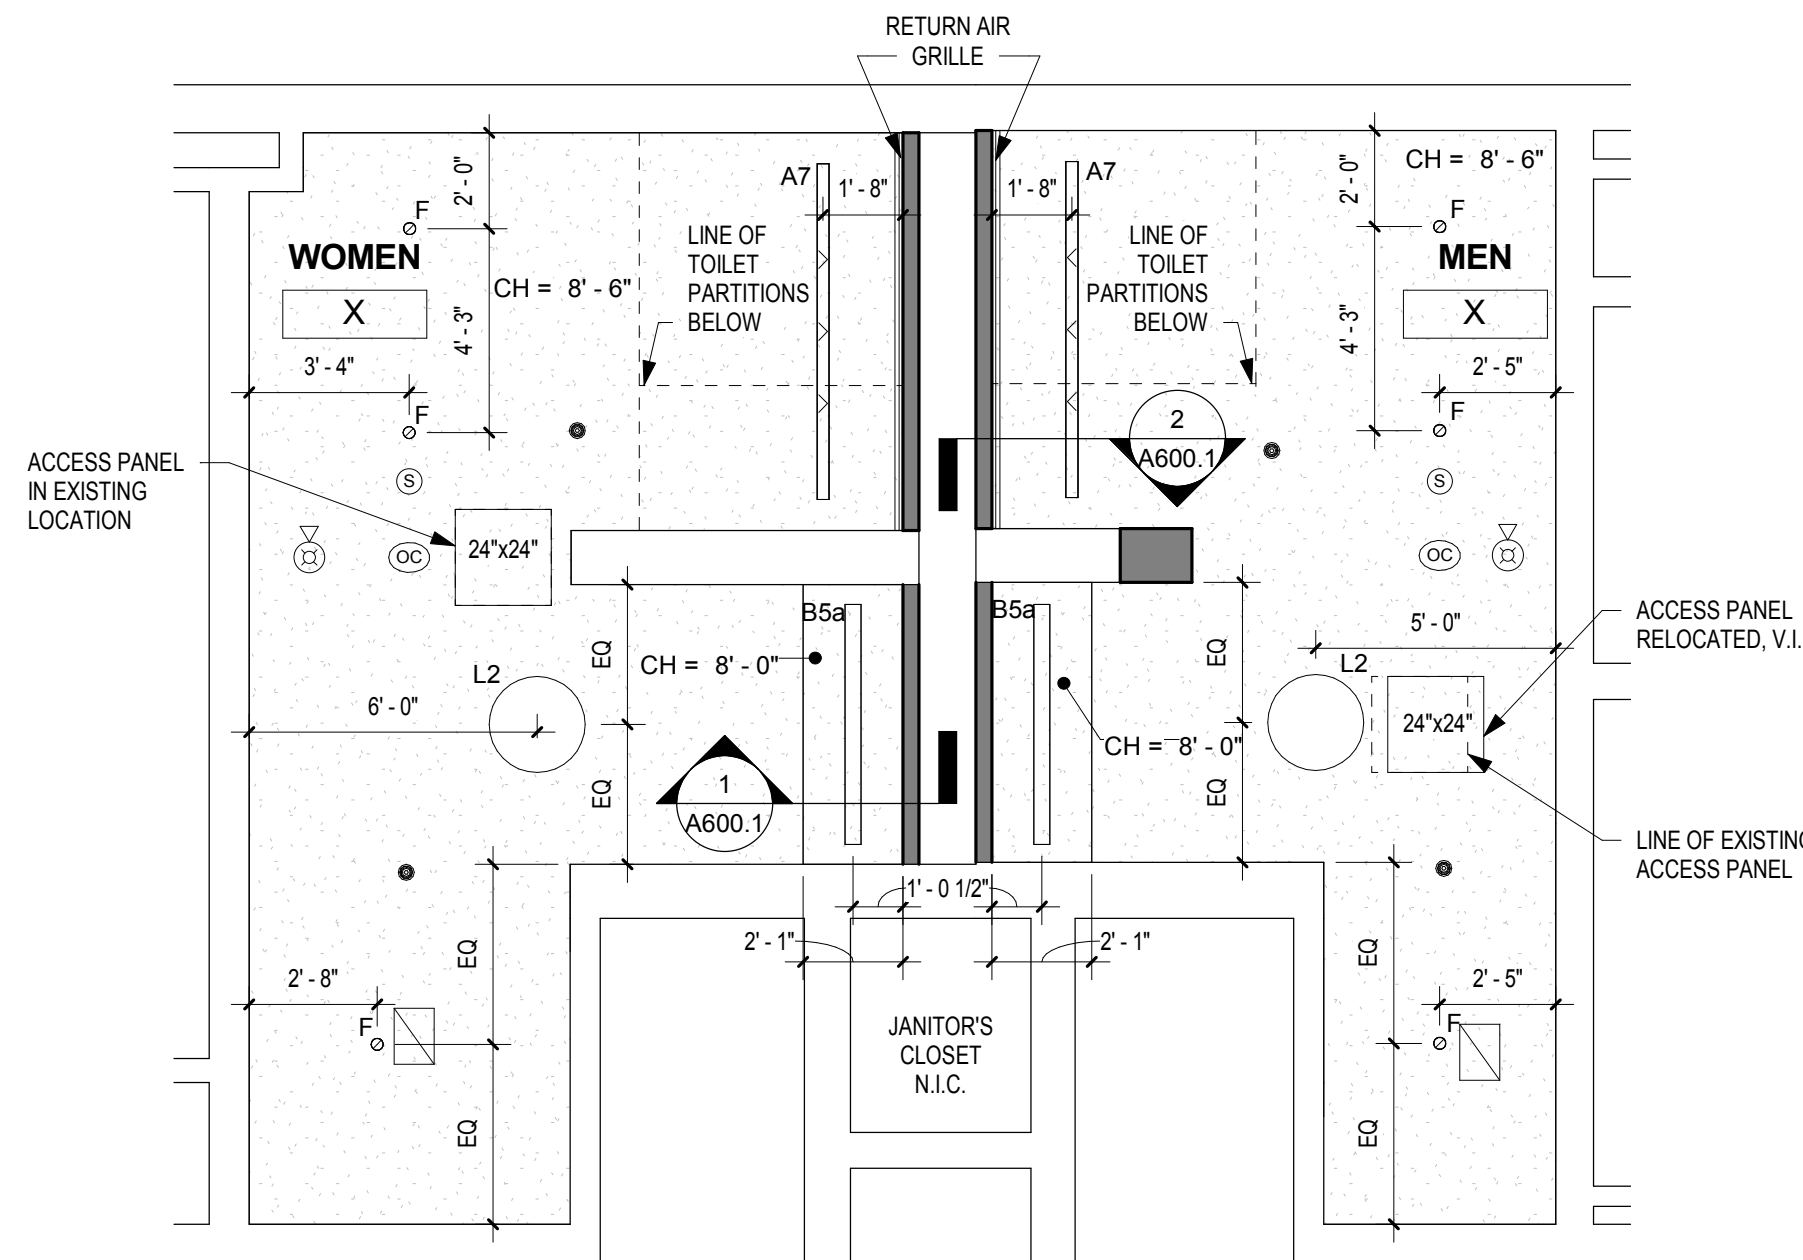 RETURN AIR
GRILLE
2' - 0"
F
A7
1' - 8"
1' - 8"
A7
2' - 0"
CH = 8' - 6"
F
WOMEN
CH = 8' - 6"
LINE OF
TOILET
PARTITIONS
BELOW
LINE OF
TOILET
PARTITIONS
BELOW
MEN
X
4' - 3"
4' - 3"
X
3' - 4"
2' - 5"
F
F
2
A600.1
ACCESS PANEL
IN EXISTING
LOCATION
S
S
OC
24"x24"
OC
B5a
B5a
ACCESS PANEL
RELOCATED, V.I.
5' - 0"
EQ
CH = 8' - 0"
EQ
L2
L2
6' - 0"
24"x24"
CH = 8' - 0"
EQ
EQ
1
A600.1
LINE OF EXISTING
ACCESS PANEL
1' - 0 1/2"
2' - 1"
2' - 1"
EQ
EQ
2' - 8"
2' - 5"
F
F
JANITOR'S
CLOSET
N.I.C.
EQ
EQ